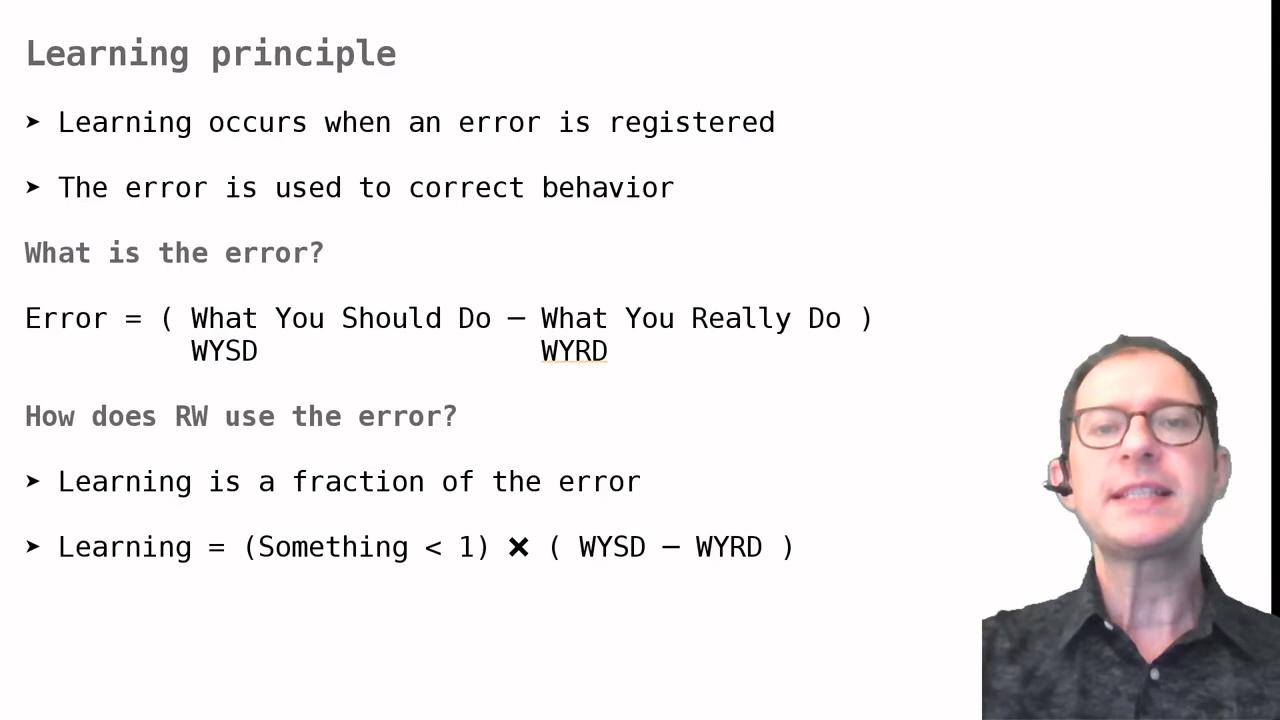 Learning principle
➤ Learning occurs when an error is registered
➤ The error is used to correct behavior
What is the error?
Error = ( What You Should Do — What You Really Do )
WYSD WYRD
How does RW use the error?
➤ Learning is a fraction of the error
➤ Learning = (Something < 1) ✖ ( WYSD — WYRD )